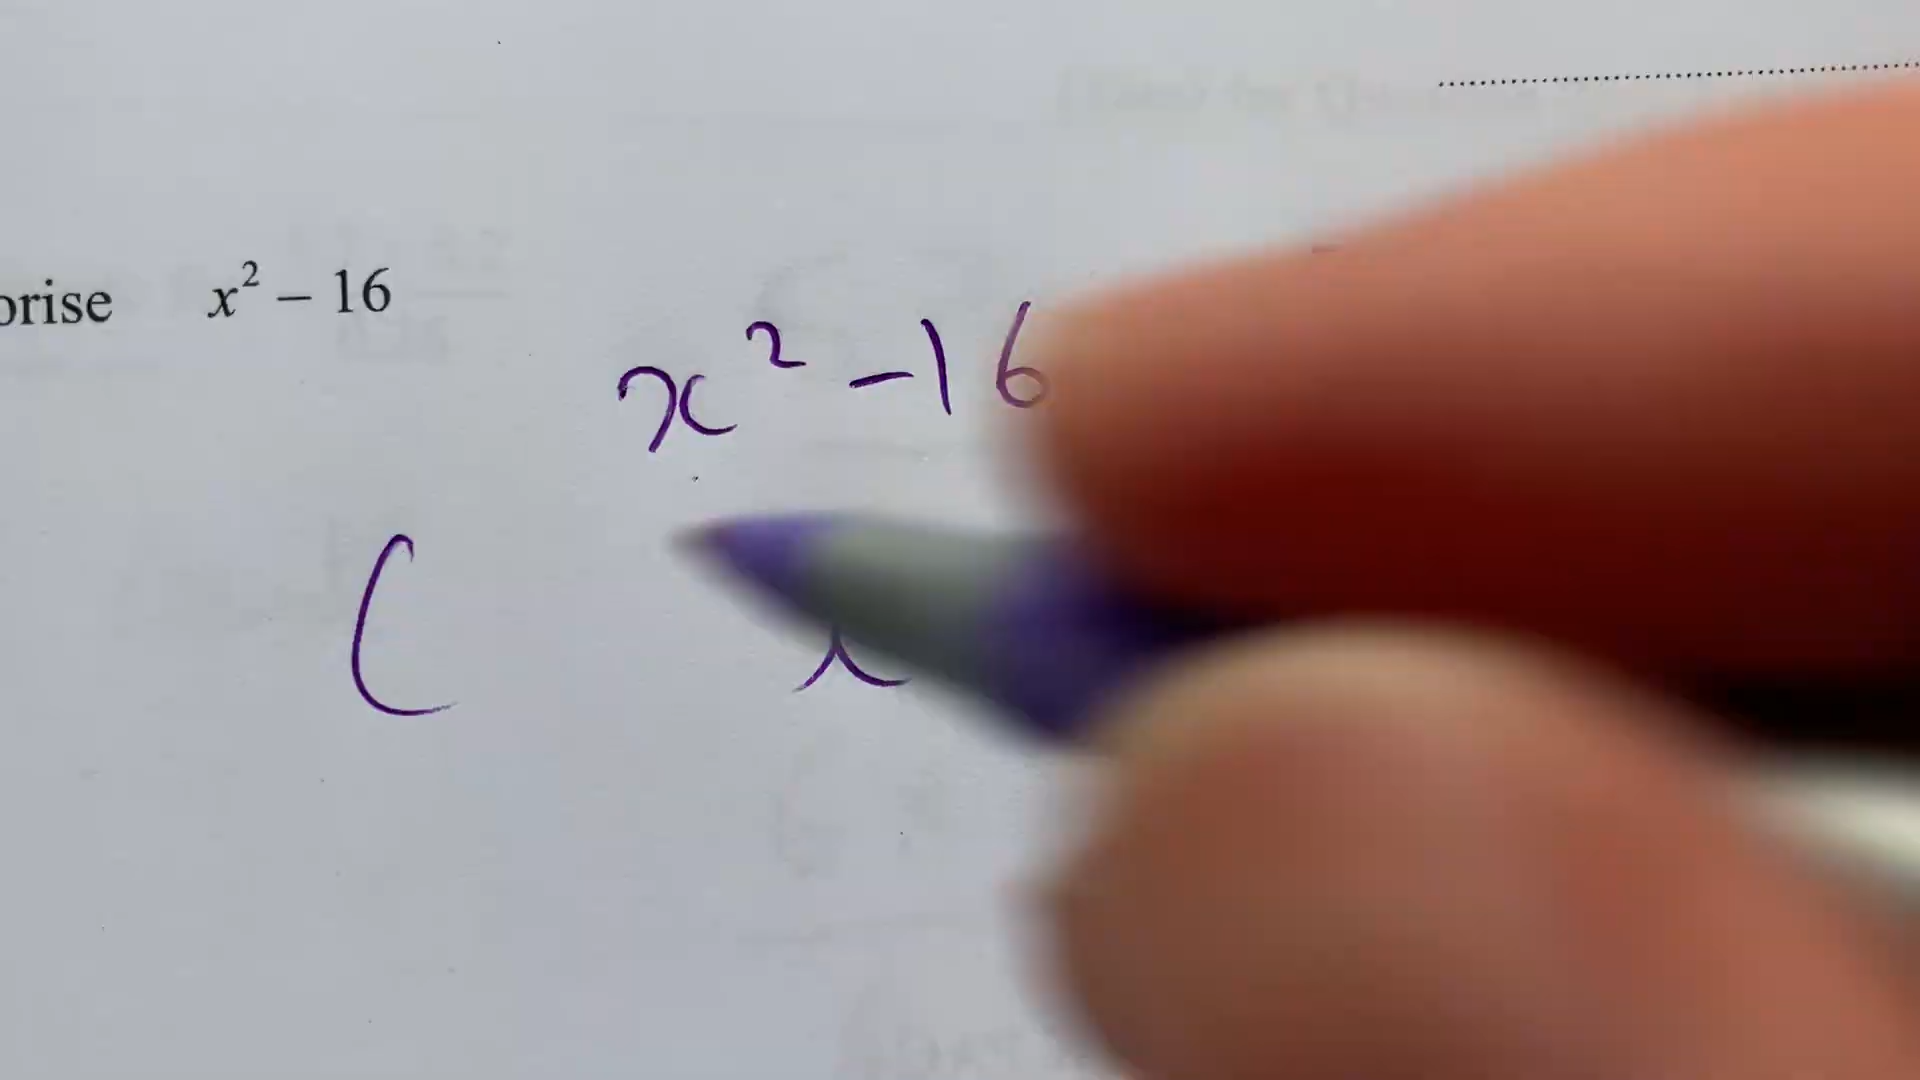 orise x² – 16
x² – 16
(